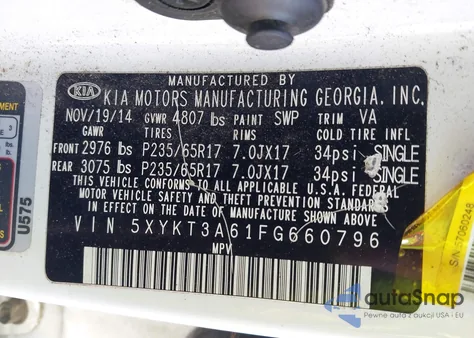 MANUFACTURED BY
KIA KIA MOTORS MANUFACTURING GEORGIA, INC.
NOV/19/14 GVWR 4807 lbs PAINT SWP TRIM VA
GAWR TIRES RIMS COLD TIRE INFL
FRONT 2976 lbs P235/65R17 7.0JX17 34psi SINGLE
REAR 3075 lbs P235/65R17 7.0JX17 34psi SINGLE
THIS VEHICLE CONFORMS TO ALL APPLICABLE U.S.A. FEDERAL
MOTOR VEHICLE SAFETY AND THEFT PREVENTION STANDARDS
IN EFFECT ON THE DATE OF MANUFACTURE SHOWN ABOVE
VIN 5XYKT3A61FG660796
MPV
U575
autoSnap
Pewne auta z aukcji USA i EU